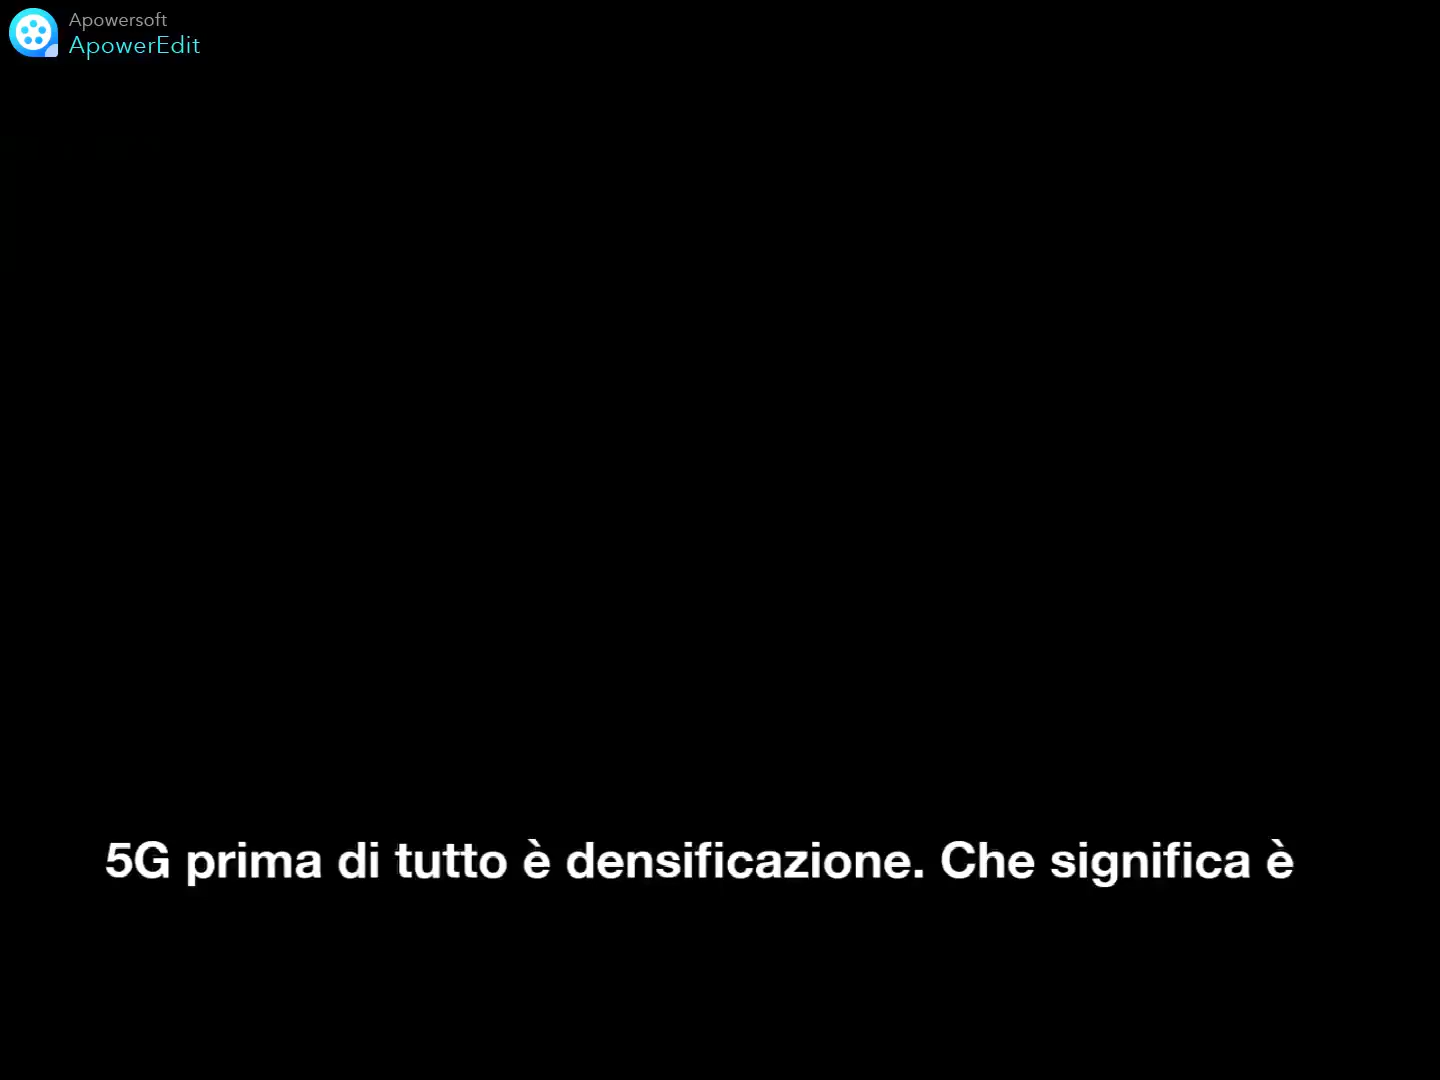 Apowersoft
ApowerEdit
5G prima di tutto è densificazione. Che significa è